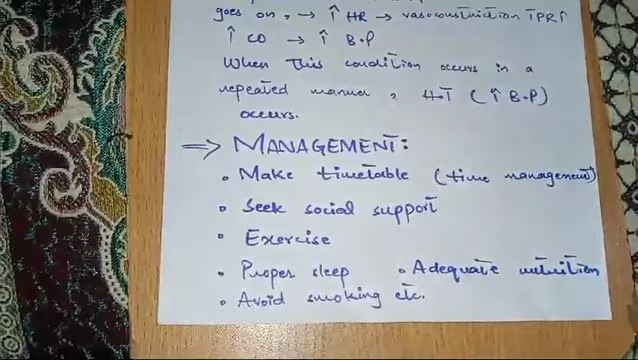 goes on, → ↑ HR → vasoconstriction TPR↑
↑ CO → ↑ B.P
When this condition occurs in a
repeated manner, HT (↑ B.P)
occurs.
⇒ MANAGEMENT:
• Make timetable (time management)
• Seek social support
• Exercise
• Proper sleep • Adequate nutrition
• Avoid smoking etc.